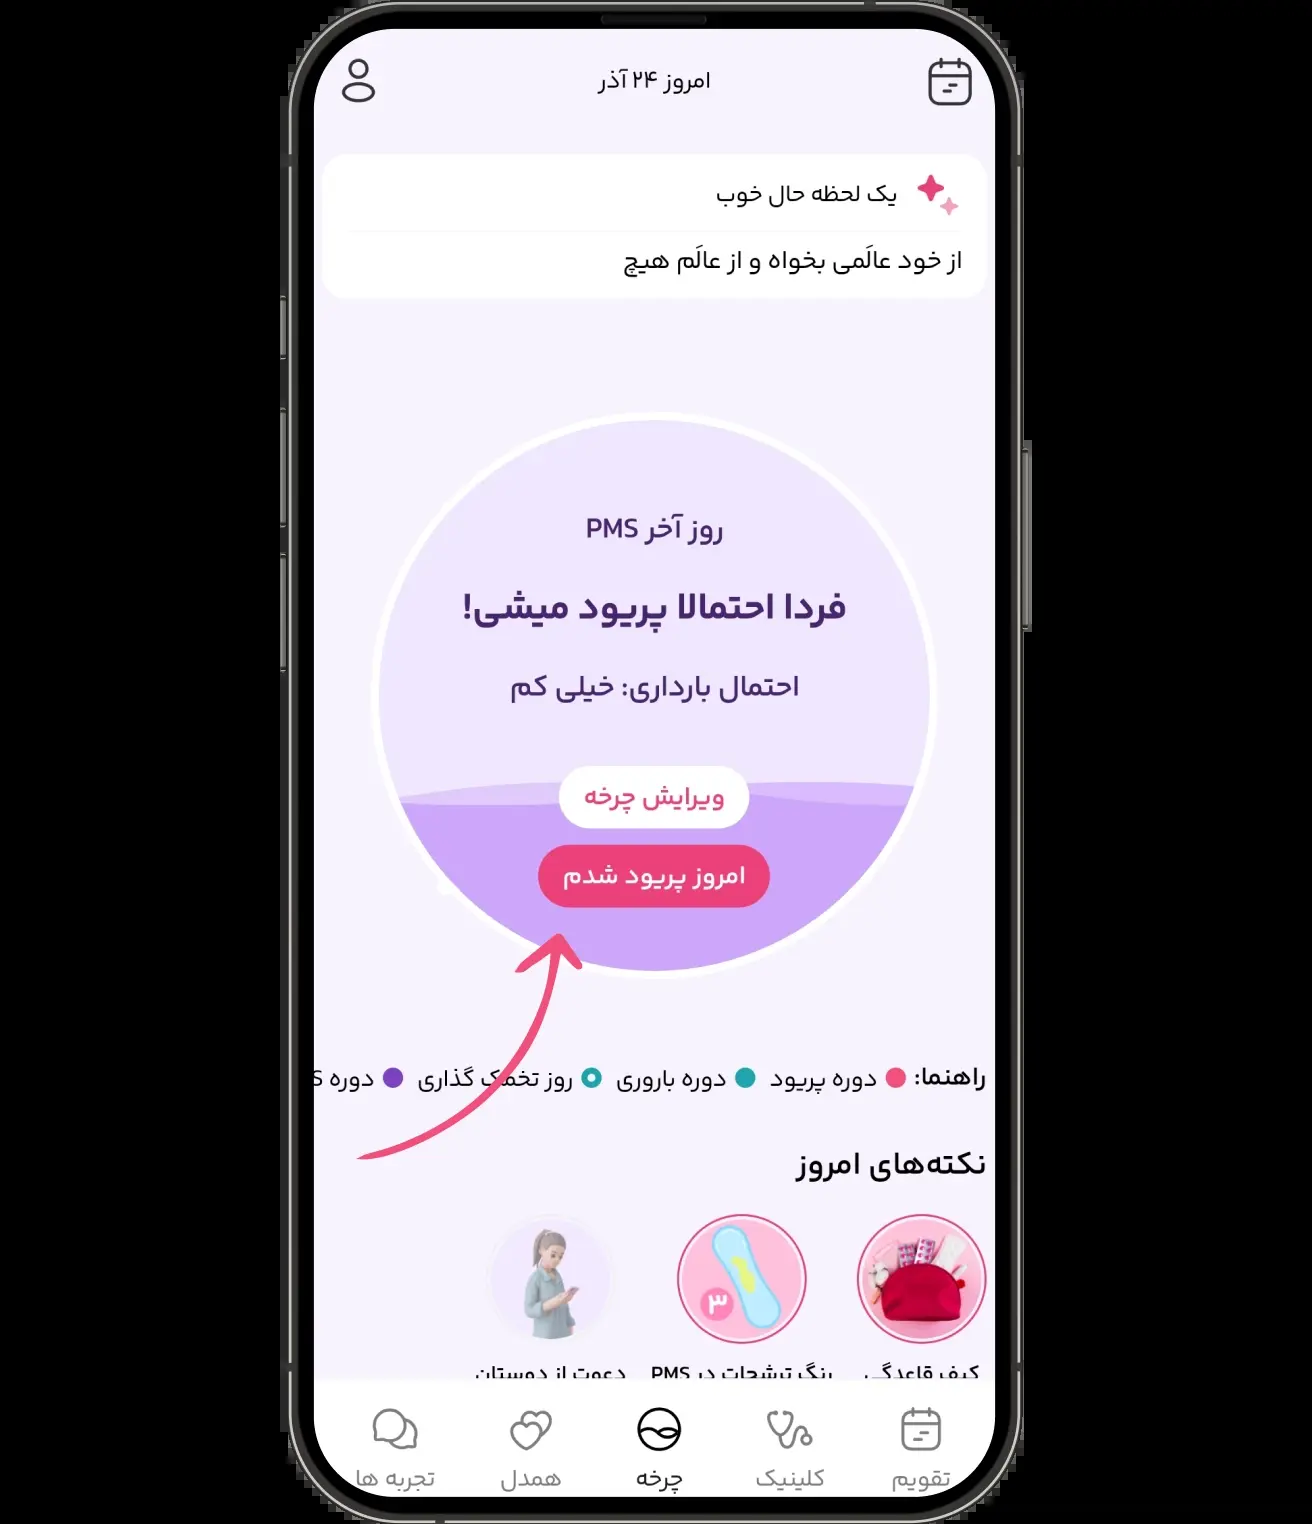 امروز ۲۴ آذر
یک لحظه حال خوب
از خود عالَمی بخواه و از عالَم هیچ
روز آخر PMS
فردا احتمالا پریود میشی!
احتمال بارداری: خیلی کم
ویرایش چرخه
امروز پریود شدم
راهنما: دوره پریود دوره باروری روز تخمک گذاری دوره
نکته‌های امروز
۳
کیف قاعدگی رنگ ترشحات در PMS دعوت از دوستان
تقویم کلینیک چرخه همدل تجربه ها